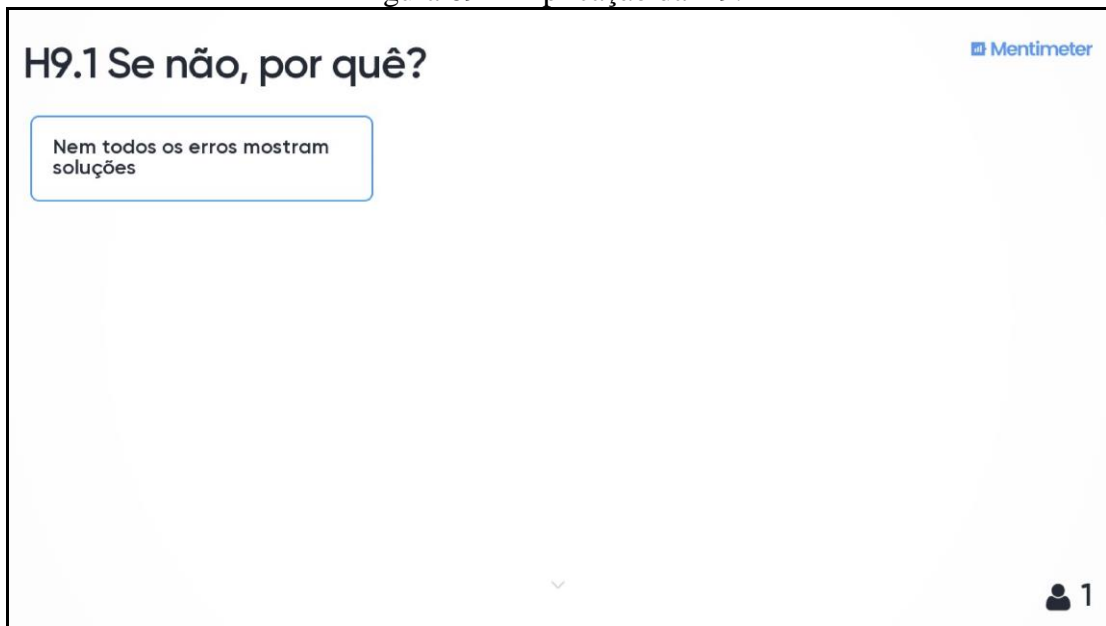 H9.1 Se não, por quê?
Mentimeter
Nem todos os erros mostram
soluções
1